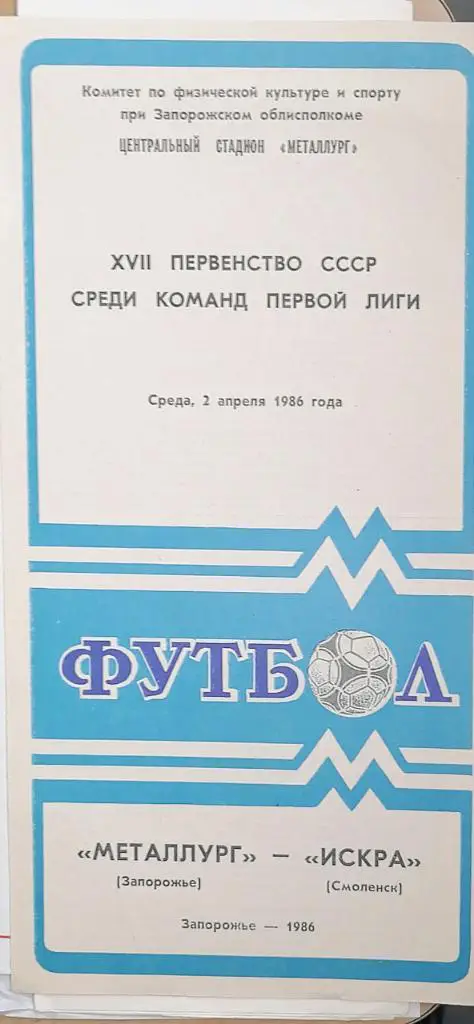 Комитет по физической культуре и спорту
при Запорожском облисполкоме
ЦЕНТРАЛЬНЫЙ СТАДИОН «МЕТАЛЛУРГ»
XVII ПЕРВЕНСТВО СССР
СРЕДИ КОМАНД ПЕРВОЙ ЛИГИ
Среда, 2 апреля 1986 года
ФУТБОЛ
«МЕТАЛЛУРГ» — «ИСКРА»
(Запорожье) (Смоленск)
Запорожье — 1986